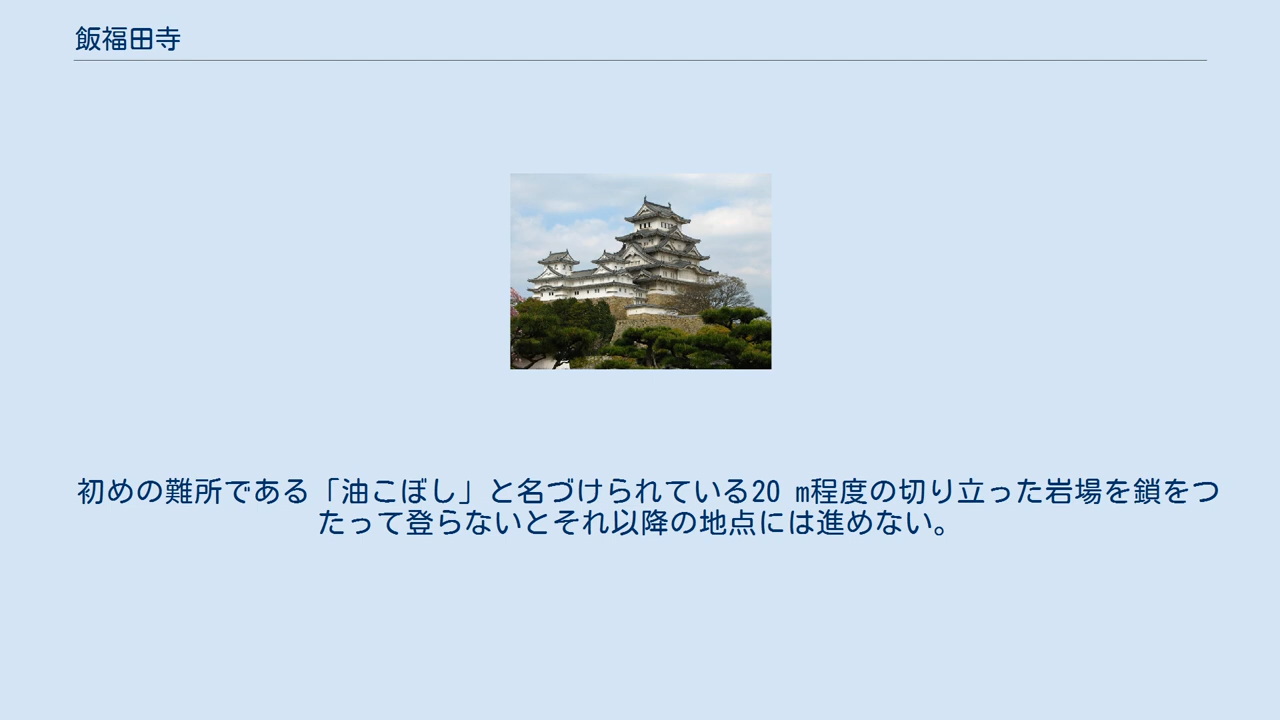 飯福田寺
初めの難所である「油こぼし」と名づけられている20 m程度の切り立った岩場を鎖をつ
たって登らないとそれ以降の地点には進めない。